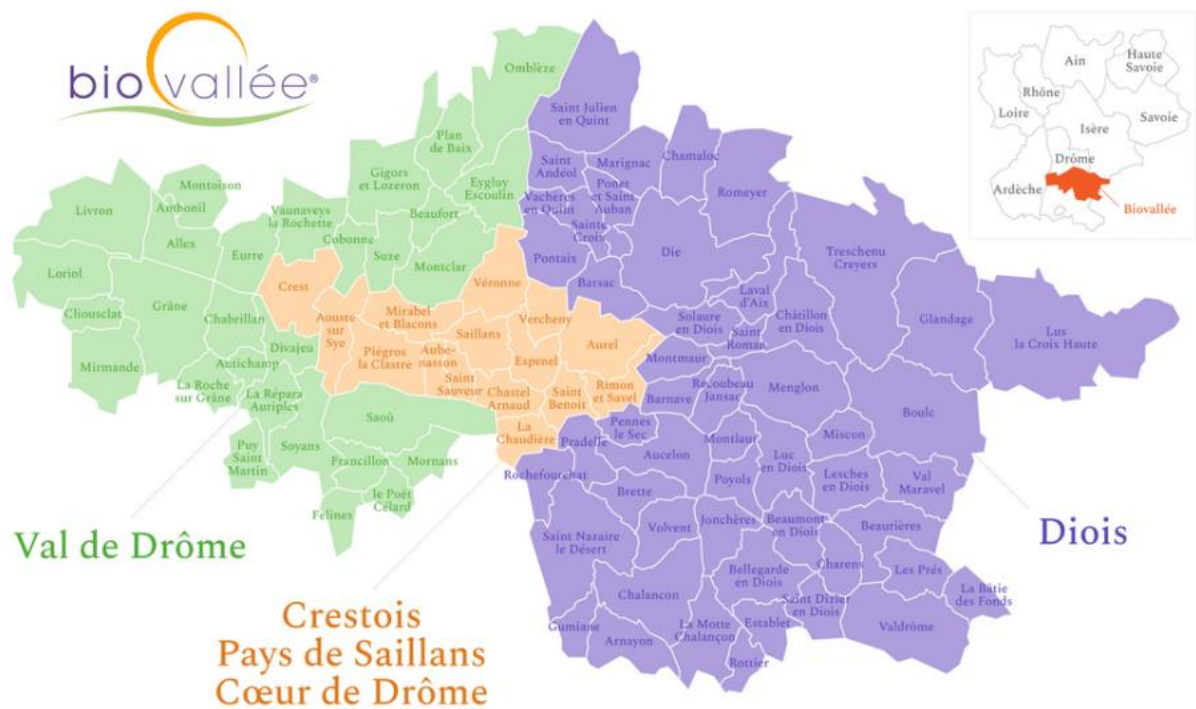 biovallée®
Omblèze
Saint Julien
en Quint
Plan
de Baix
Gigors
et Lozeron
Eygluy
Escoulin
Saint
Andéol
Marignac
Chamaloc
Vachères
en Quint
Ponet
et Saint
Auban
Romeyer
Sainte
Croix
Montoison
Livron
Ambonil
Vaunaveys
la Rochette
Beaufort
Allex
Cobonne
Eurre
Suze
Montclar
Pontaix
Die
Barsac
Treschenu
Creyers
Loriol
Crest
Véronne
Cliousclat
Grâne
Chabrillan
Aouste
sur
Sye
Mirabel
et Blacons
Vercheny
Laval
d'Aix
Solaure
en Diois
Châtillon
en Diois
Glandage
Lus
la Croix Haute
Saillans
Saint
Roman
Divajeu
Piégros
la Clastre
Aube-
nasson
Espenel
Aurel
Montmaur
Mirmande
Autichamp
La Roche
sur Grâne
La Répara
Auriples
Saint
Sauveur
Chastel
Arnaud
Saint
Benoit
Rimon
et Savel
Barnave
Recoubeau
Jansac
Menglon
Boulc
Saoû
La
Chaudière
Pradelle
Pennes
le Sec
Montlaur
Miscon
Puy
Saint
Martin
Soyans
Francillon
Mornans
Rochefourchat
Aucelon
Luc
en Diois
Lesches
en Diois
Val
Maravel
le Poët
Célard
Felines
Brette
Poyols
Saint Nazaire
le Désert
Volvent
Jonchères
Beaumont
en Diois
Beaurières
Bellegarde
en Diois
Charens
Les Prés
La Bâtie
des Fonds
Chalancon
Saint Dizier
en Diois
Gumiane
Arnayon
La Motte
Chalançon
Establet
Valdrôme
Rottier
Val de Drôme
Crestois
Pays de Saillans
Cœur de Drôme
Diois
Ain
Haute
Savoie
Rhône
Loire
Savoie
Isère
Drôme
Ardèche
Biovallée